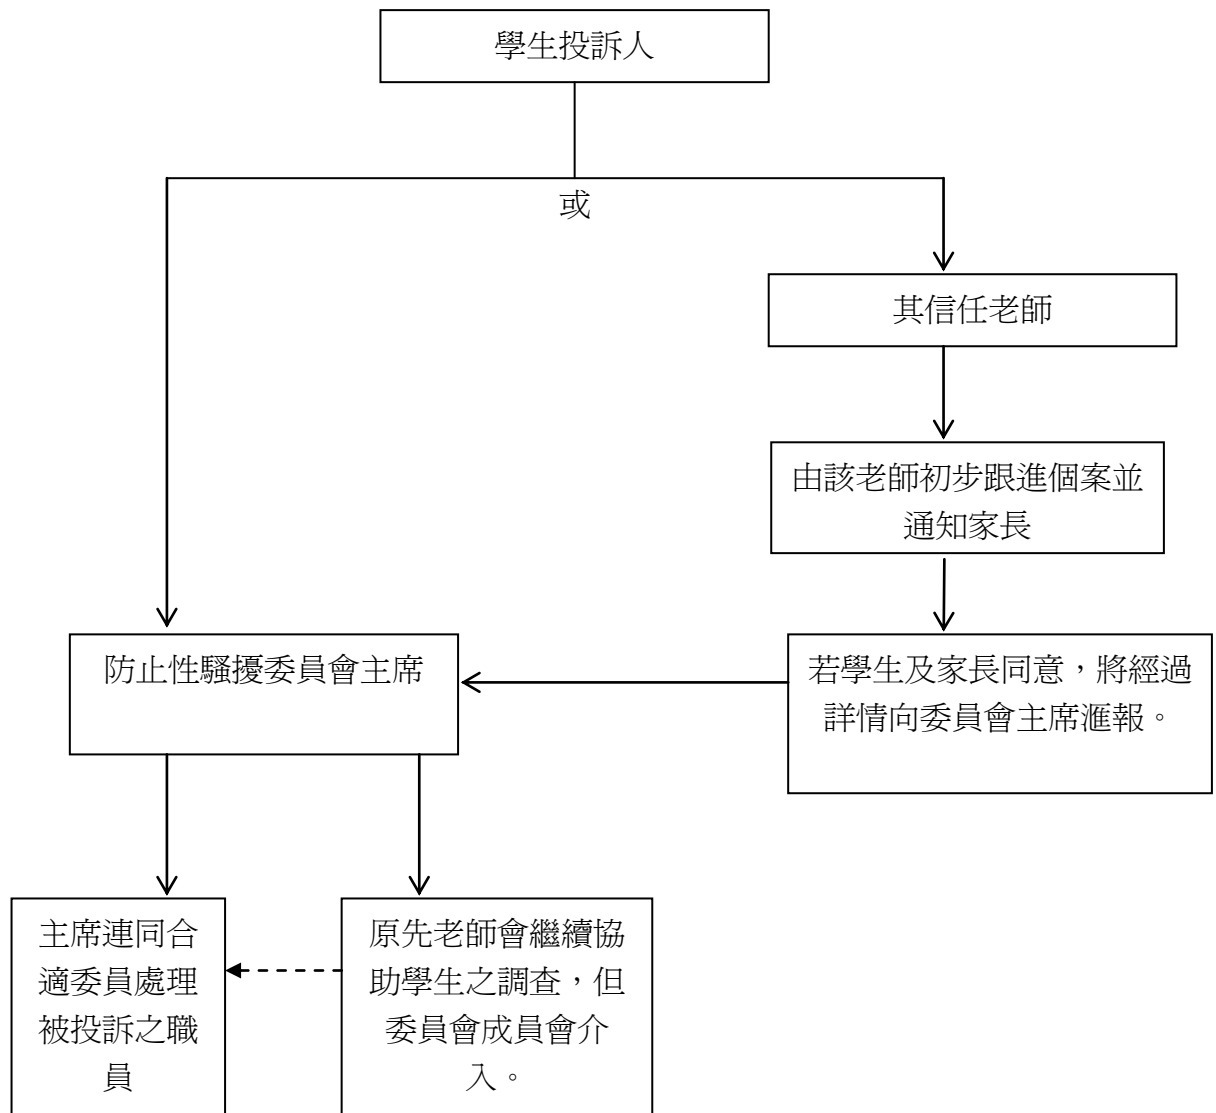 學生投訴人
或
其信任老師
由該老師初步跟進個案並
通知家長
防止性騷擾委員會主席
若學生及家長同意，將經過
詳情向委員會主席滙報。
主席連同合
適委員處理
被投訴之職
員
原先老師會繼續協
助學生之調查，但
委員會成員會介
入。